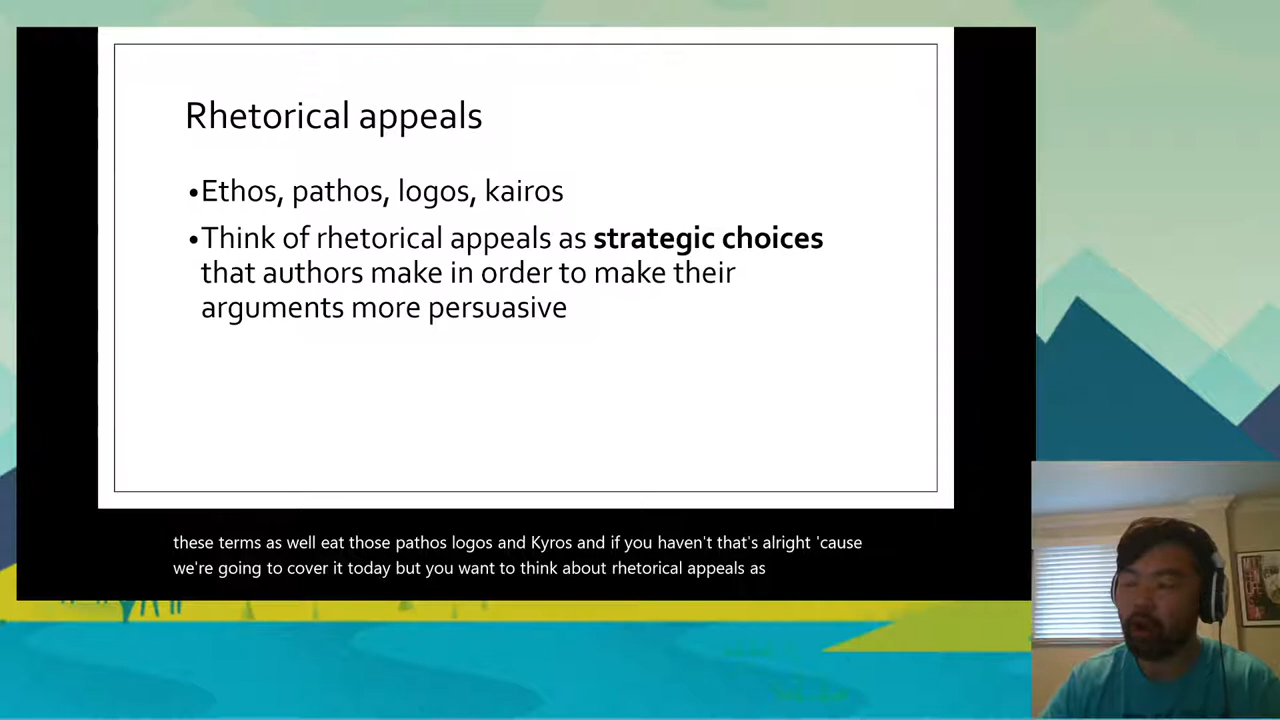 Rhetorical appeals
•Ethos, pathos, logos, kairos
•Think of rhetorical appeals as strategic choices
that authors make in order to make their
arguments more persuasive
these terms as well eat those pathos logos and Kyros and if you haven't that's alright 'cause
we're going to cover it today but you want to think about rhetorical appeals as